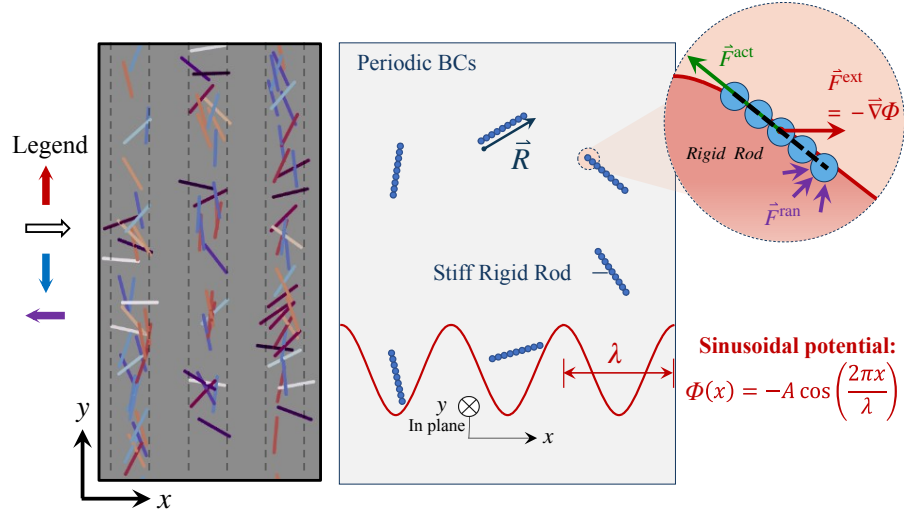 Legend
y
x
Periodic BCs
R⃗
Stiff Rigid Rod
λ
y
In plane
x
F⃗ᵃᶜᵗ
F⃗ᵉˣᵗ
= −∇⃗Φ
Rigid Rod
F⃗ʳᵃⁿ
Sinusoidal potential:
Φ(x) = −A cos(2πx/λ)